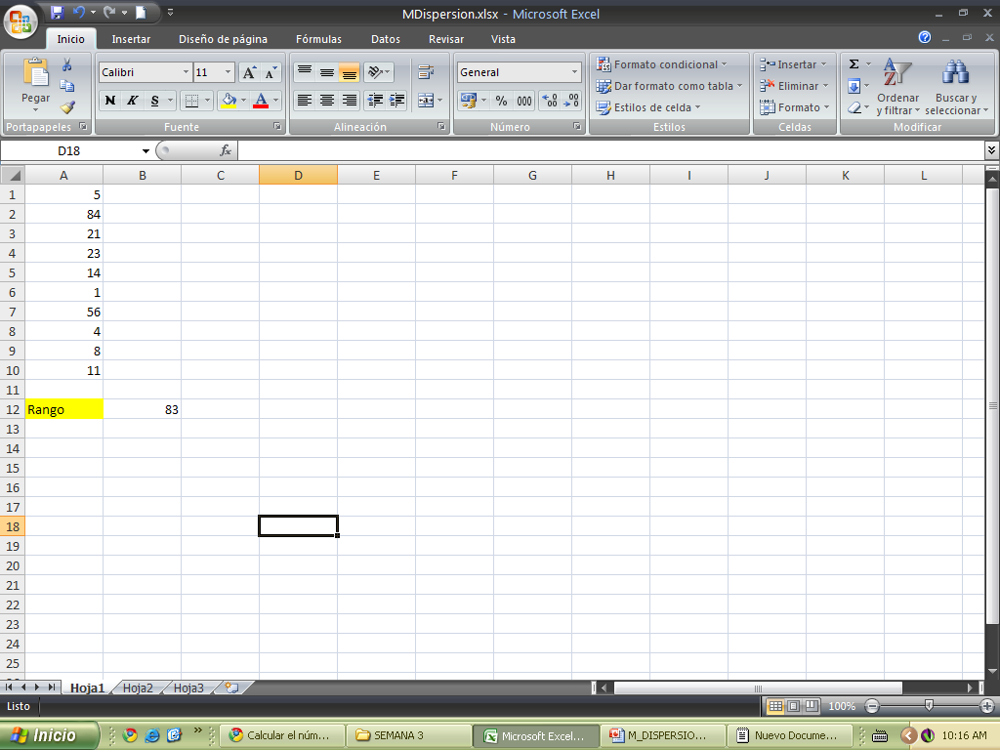 MDispersion.xlsx - Microsoft Excel
Inicio Insertar Diseño de página Fórmulas Datos Revisar Vista
Pegar
Portapapeles
Calibri 11
N K S
A
Fuente
Alineación
General
% 000
Número
Formato condicional
Dar formato como tabla
Estilos de celda
Estilos
Insertar
Eliminar
Formato
Celdas
Σ
Ordenar y filtrar
Buscar y seleccionar
Modificar
D18 fx
A B C D E F G H I J K L
1 5
2 84
3 21
4 23
5 14
6 1
7 56
8 4
9 8
10 11
11
12 Rango 83
13
14
15
16
17
18
19
20
21
22
23
24
25
Hoja1 Hoja2 Hoja3
Listo 100%
Inicio Calcular el núm... SEMANA 3 Microsoft Excel... M_DISPERSIO... Nuevo Docume... 10:16 AM